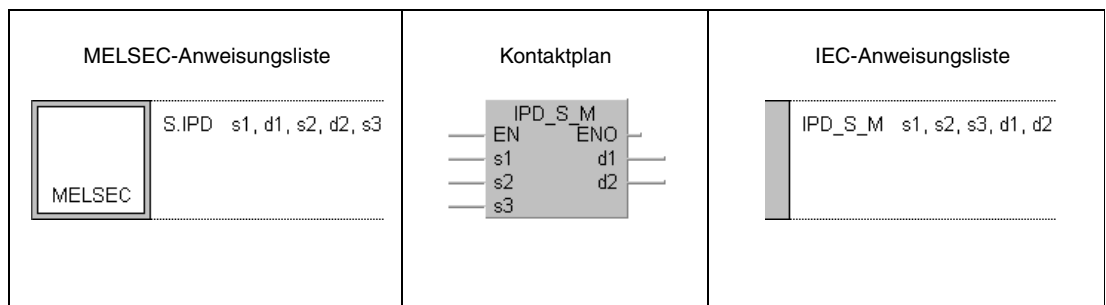 MELSEC-Anweisungsliste
MELSEC
S.IPD s1, d1, s2, d2, s3
Kontaktplan
IPD_S_M
EN ENO
s1 d1
s2 d2
s3
IEC-Anweisungsliste
IPD_S_M s1, s2, s3, d1, d2